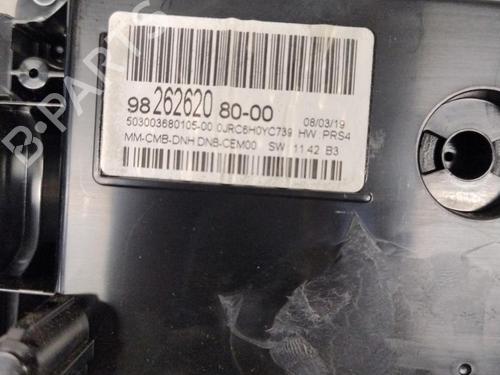 98 262620 80-00 08/03/19
503003680105-00 0JRC6H0YC739 HW PRS4
MM-CMB-DNH DNB-CEM00 SW 11.42 B3
B-PARTS